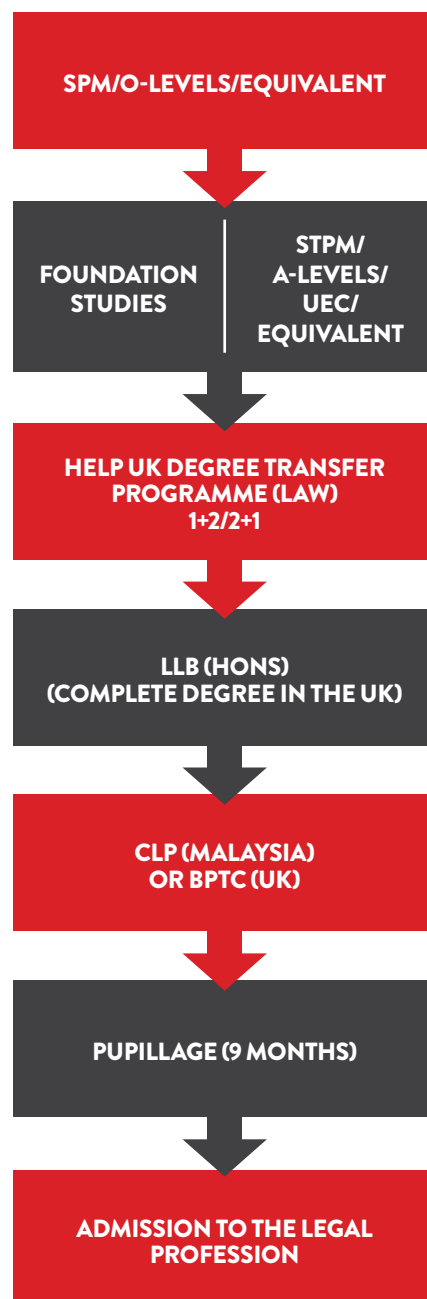 SPM/O-LEVELS/EQUIVALENT
FOUNDATION
STUDIES
STPM/
A-LEVELS/
UEC/
EQUIVALENT
HELP UK DEGREE TRANSFER
PROGRAMME (LAW)
1+2/2+1
LLB (HONS)
(COMPLETE DEGREE IN THE UK)
CLP (MALAYSIA)
OR BPTC (UK)
PUPILLAGE (9 MONTHS)
ADMISSION TO THE LEGAL
PROFESSION